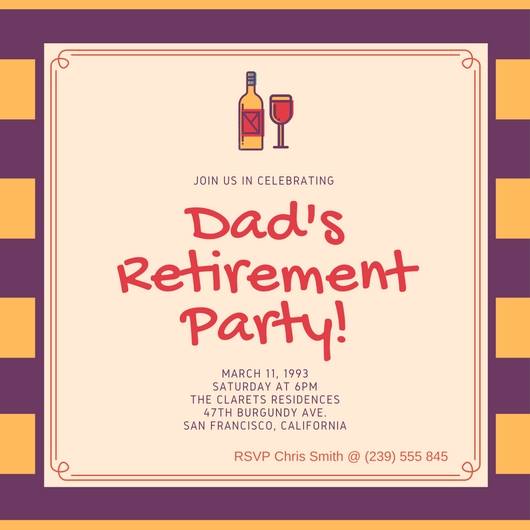 JOIN US IN CELEBRATING
Dad's
Retirement
Party!
MARCH 11, 1993
SATURDAY AT 6PM
THE CLARETS RESIDENCES
47TH BURGUNDY AVE.
SAN FRANCISCO, CALIFORNIA
RSVP Chris Smith @ (239) 555 845